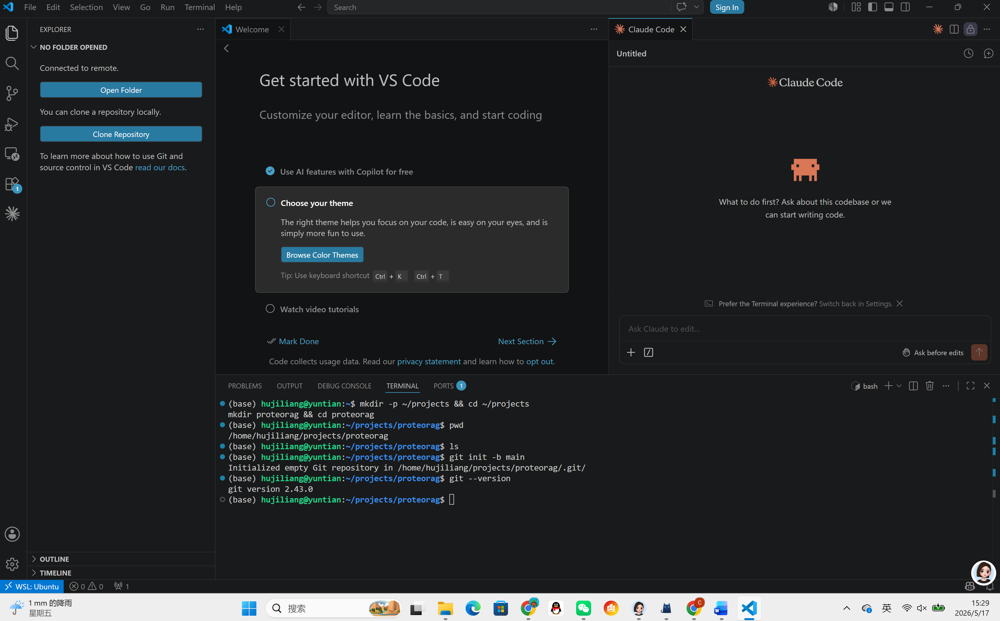 File Edit Selection View Go Run Terminal Help
Search
Sign In
EXPLORER
NO FOLDER OPENED
Connected to remote.
Open Folder
You can clone a repository locally.
Clone Repository
To learn more about how to use Git and
source control in VS Code read our docs.
1
OUTLINE
TIMELINE
Welcome
Get started with VS Code
Customize your editor, learn the basics, and start coding
Use AI features with Copilot for free
Choose your theme
The right theme helps you focus on your code, is easy on your eyes, and is
simply more fun to use.
Browse Color Themes
Tip: Use keyboard shortcut Ctrl + K Ctrl + T
Watch video tutorials
Mark Done
Next Section
Code collects usage data. Read our privacy statement and learn how to opt out.
Claude Code
Untitled
Claude Code
What to do first? Ask about this codebase or we
can start writing code.
Prefer the Terminal experience? Switch back in Settings.
Ask Claude to edit...
Ask before edits
PROBLEMS OUTPUT DEBUG CONSOLE TERMINAL PORTS 1
bash
(base) hujiliang@yuntian:~$ mkdir -p ~/projects && cd ~/projects
mkdir proteorag && cd proteorag
(base) hujiliang@yuntian:~/projects/proteorag$ pwd
/home/hujiliang/projects/proteorag
(base) hujiliang@yuntian:~/projects/proteorag$ ls
(base) hujiliang@yuntian:~/projects/proteorag$ git init -b main
Initialized empty Git repository in /home/hujiliang/projects/proteorag/.git/
(base) hujiliang@yuntian:~/projects/proteorag$ git --version
git version 2.43.0
(base) hujiliang@yuntian:~/projects/proteorag$
WSL: Ubuntu 0 0 1
1 mm 的降雨
星期五
搜索
C
W
英
15:29
2026/5/17